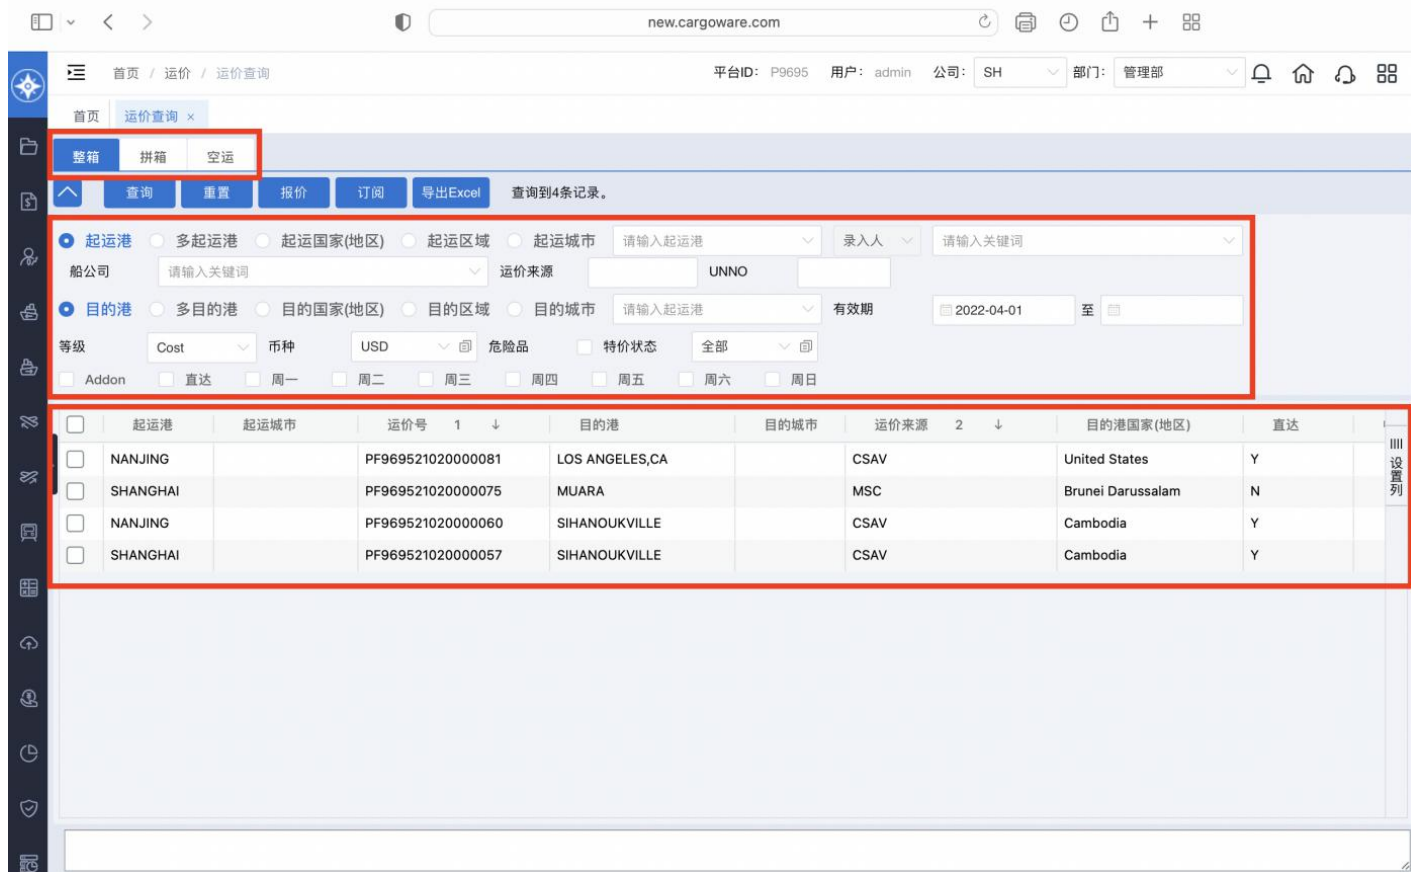 new.cargoware.com
首页 / 运价 / 运价查询 平台ID: P9695 用户: admin 公司: SH 部门: 管理部
首页 运价查询 ×
整箱 拼箱 空运
查询 重置 报价 订阅 导出Excel 查询到4条记录。
起运港 多起运港 起运国家(地区) 起运区域 起运城市 请输入起运港 录入人 请输入关键词
船公司 请输入关键词 运价来源 UNNO
目的港 多目的港 目的国家(地区) 目的区域 目的城市 请输入起运港 有效期 2022-04-01 至
等级 Cost 币种 USD 危险品 特价状态 全部
Addon 直达 周一 周二 周三 周四 周五 周六 周日
起运港 起运城市 运价号 1 ↓ 目的港 目的城市 运价来源 2 ↓ 目的港国家(地区) 直达
NANJING PF969521020000081 LOS ANGELES,CA CSAV United States Y
SHANGHAI PF969521020000075 MUARA MSC Brunei Darussalam N
NANJING PF969521020000060 SIHANOUKVILLE CSAV Cambodia Y
SHANGHAI PF969521020000057 SIHANOUKVILLE CSAV Cambodia Y
设置列